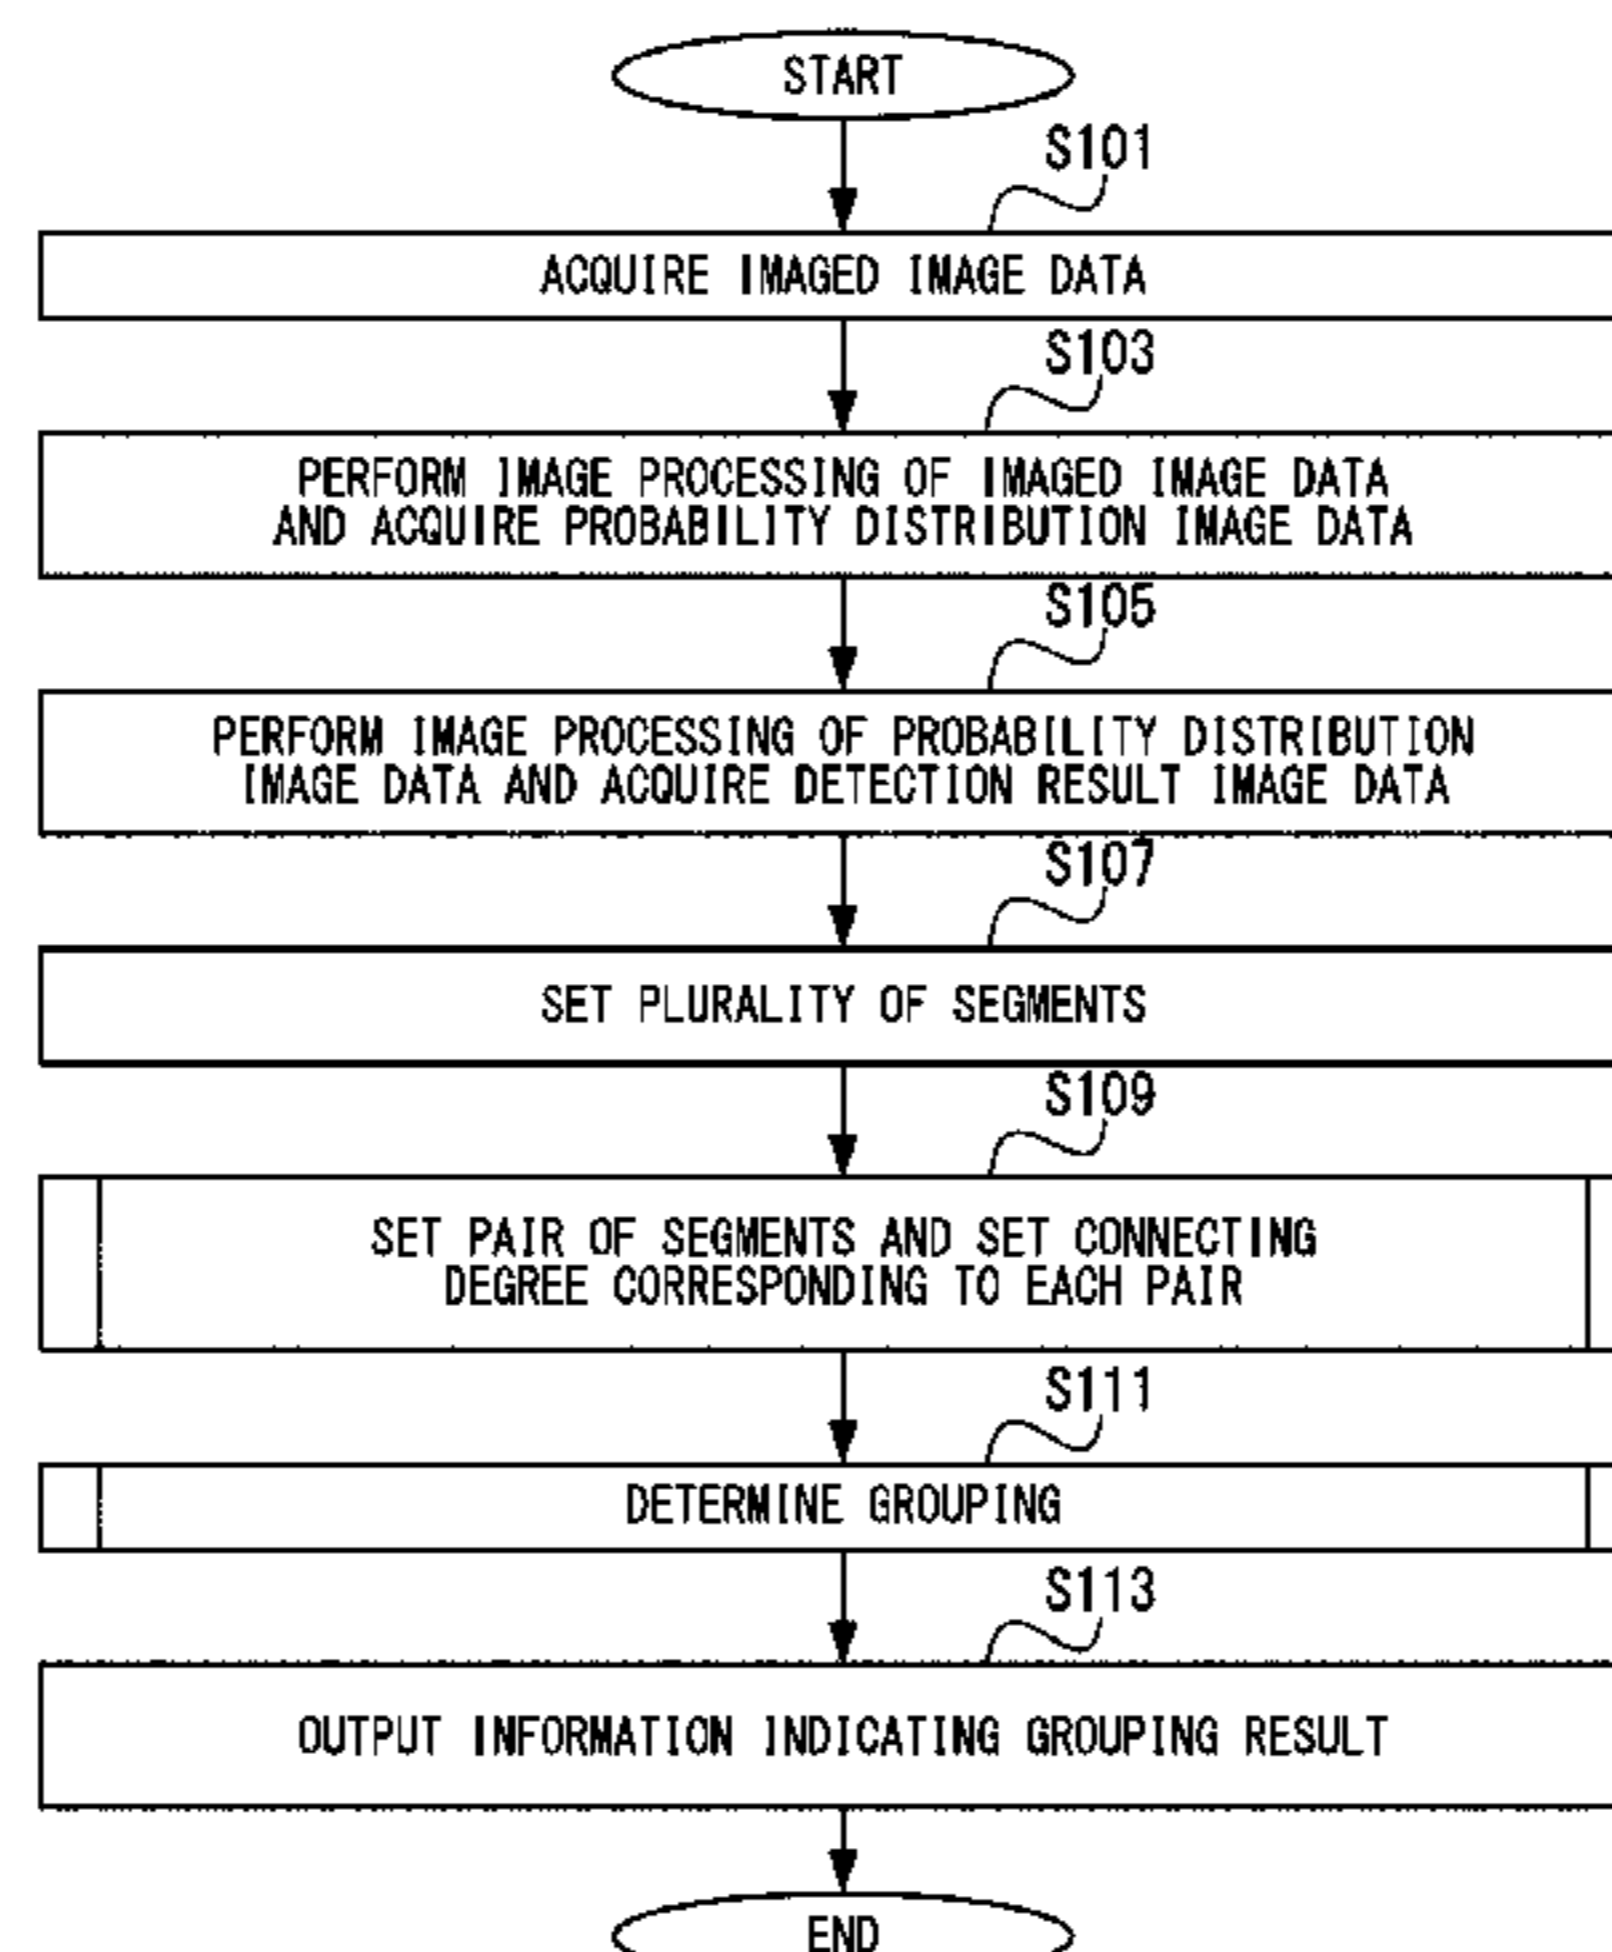 START
S101
ACQUIRE IMAGED IMAGE DATA
S103
PERFORM IMAGE PROCESSING OF IMAGED IMAGE DATA
AND ACQUIRE PROBABILITY DISTRIBUTION IMAGE DATA
S105
PERFORM IMAGE PROCESSING OF PROBABILITY DISTRIBUTION
IMAGE DATA AND ACQUIRE DETECTION RESULT IMAGE DATA
S107
SET PLURALITY OF SEGMENTS
S109
SET PAIR OF SEGMENTS AND SET CONNECTING
DEGREE CORRESPONDING TO EACH PAIR
S111
DETERMINE GROUPING
S113
OUTPUT INFORMATION INDICATING GROUPING RESULT
END